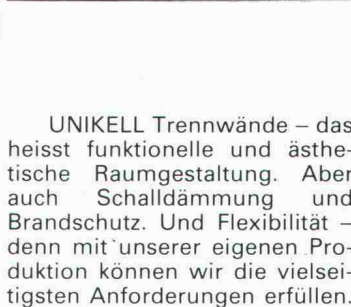 UNIKELL Trennwände – das
heisst funktionelle und ästhe-
tische Raumgestaltung. Aber
auch Schalldämmung und
Brandschutz. Und Flexibilität –
denn mit unserer eigenen Pro-
duktion können wir die vielsei-
tigsten Anforderungen erfüllen.